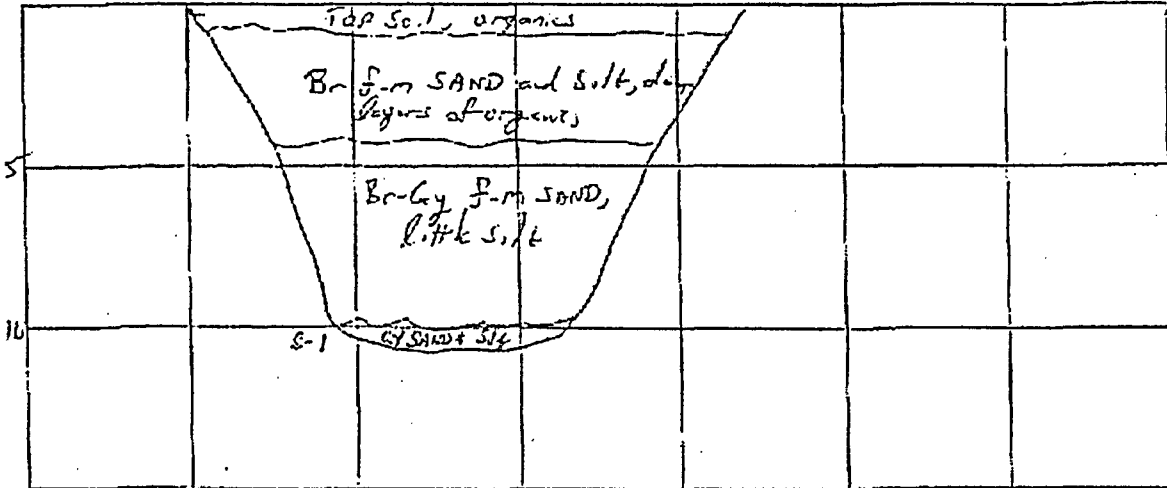 Top Soil, organics
Br f-m SAND and Silt,
layers of organics
5
Br-Gy f-m SAND,
little Silt
10
S-1 Gy SAND & Silt